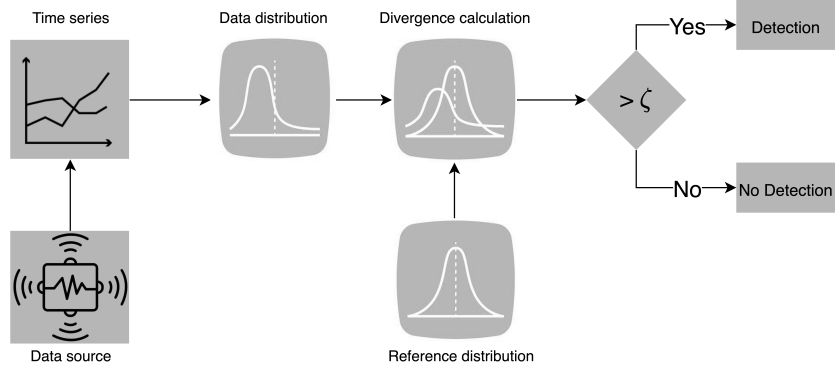 Time series
Data distribution
Divergence calculation
Yes
Detection
> ζ
No
No Detection
Data source
Reference distribution